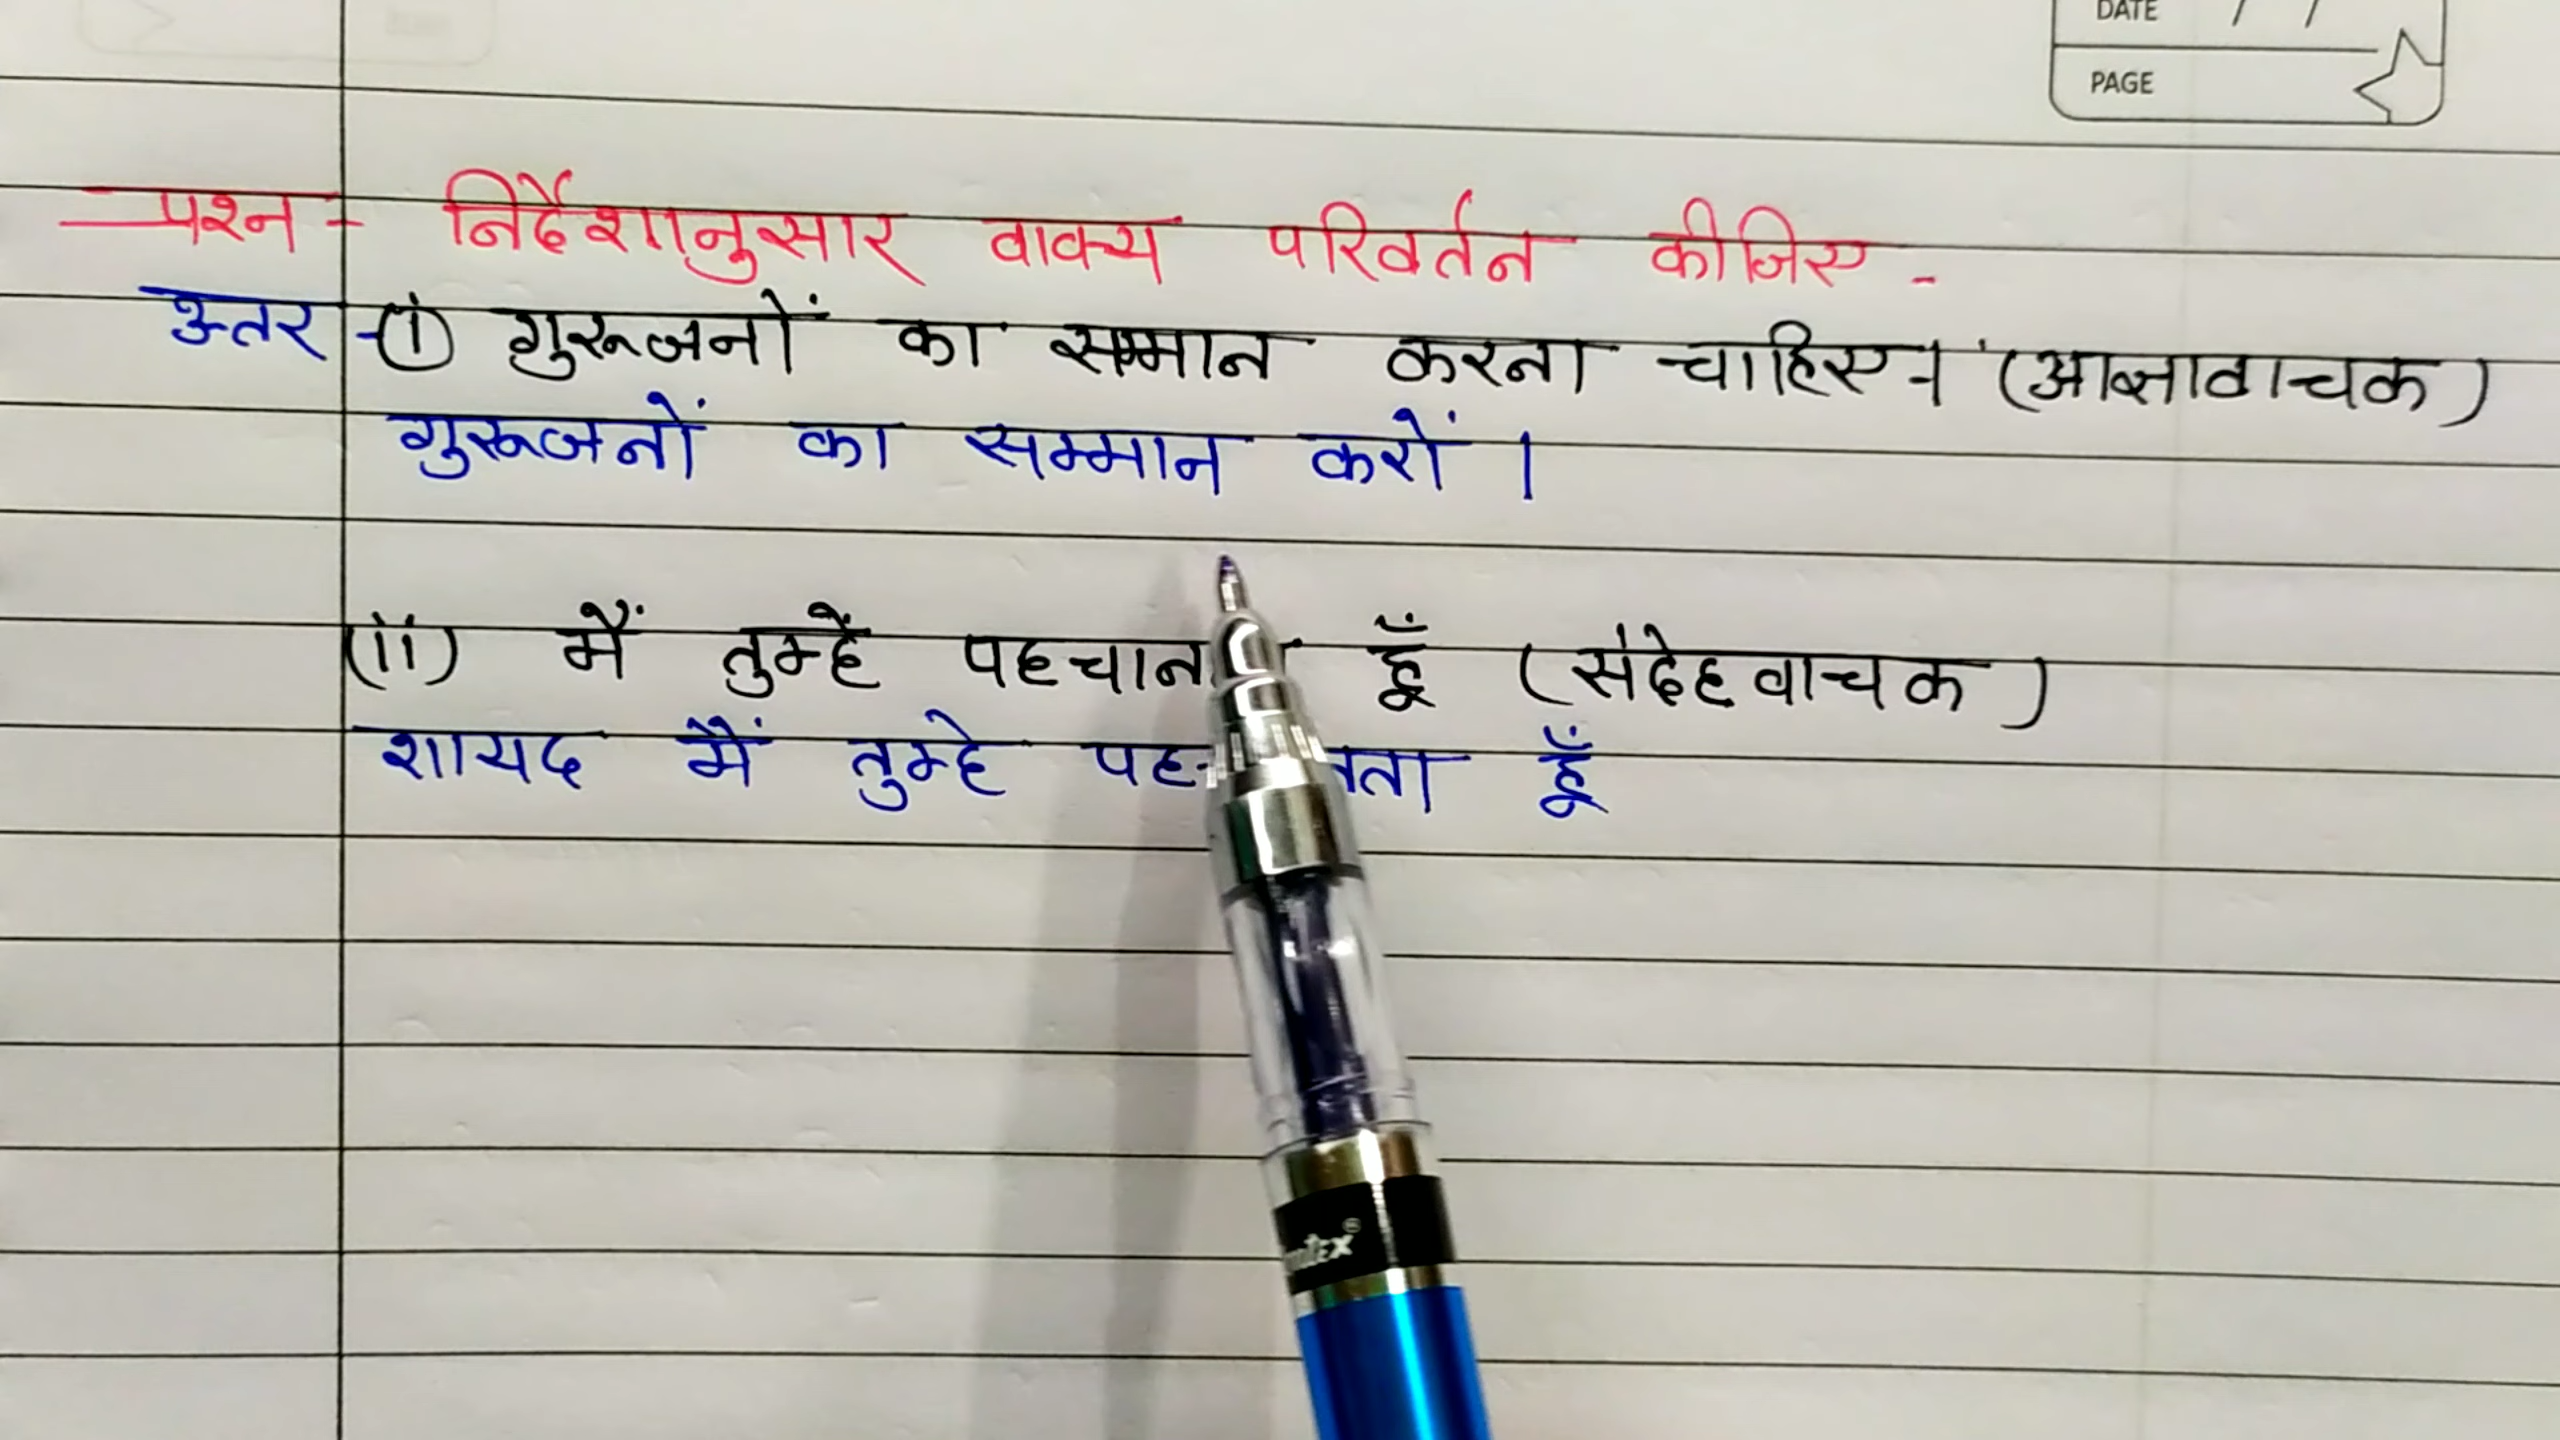 DATE / /
PAGE
प्रश्न - निर्देशानुसार वाक्य परिवर्तन कीजिए -
उत्तर - (i) गुरूजनों का सम्मान करना चाहिए। (आज्ञावाचक)
गुरूजनों का सम्मान करों ।
(ii) मैं तुम्हें हूँ (संदेहवाचक)
शायद मैं तुम्हे हूँ